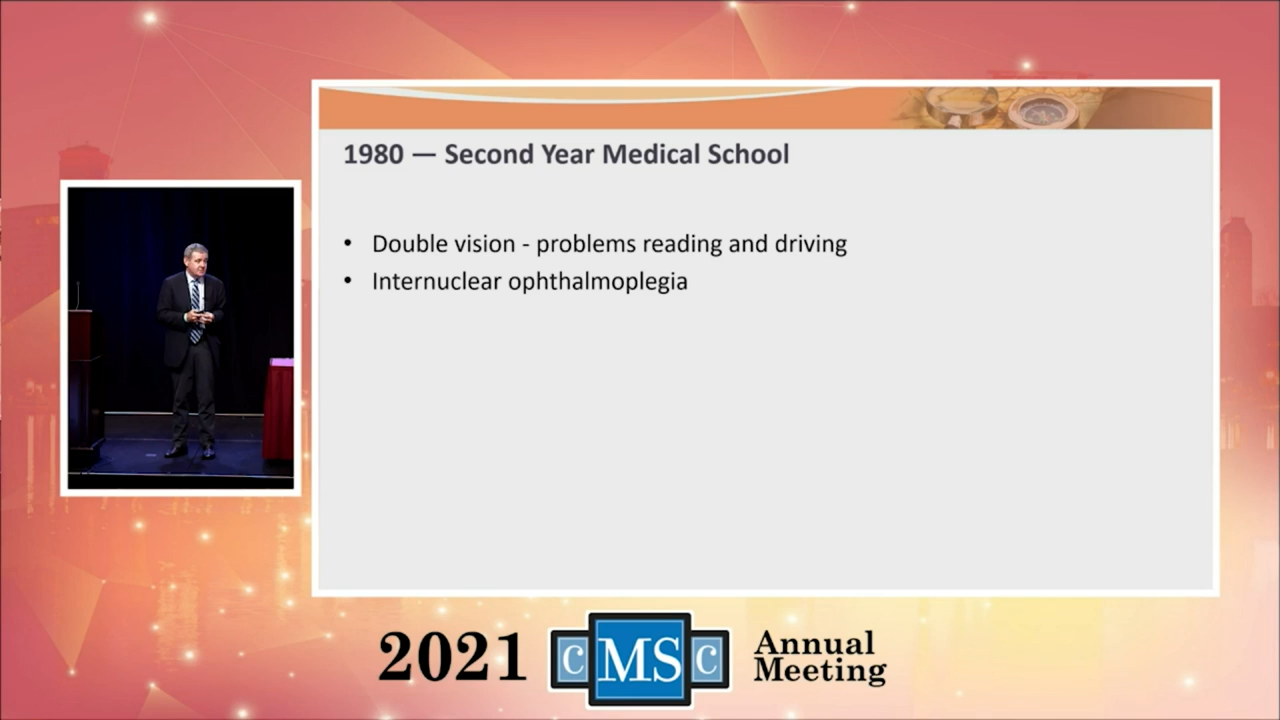 1980 — Second Year Medical School
• Double vision - problems reading and driving
• Internuclear ophthalmoplegia
2021 CMSC Annual Meeting